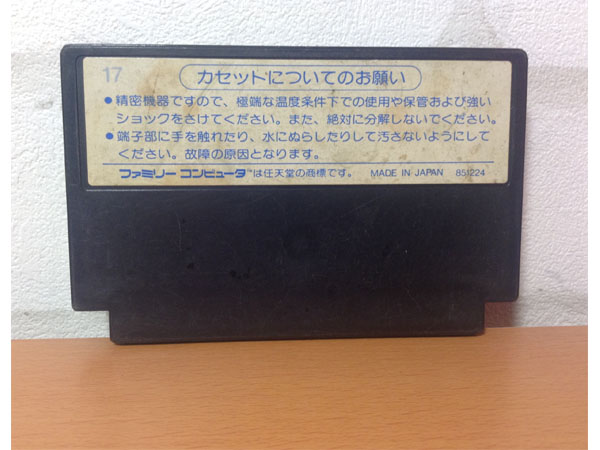 17
カセットについてのお願い
●精密機器ですので、極端な温度条件下での使用や保管および強い
ショックをさけてください。また、絶対に分解しないでください。
●端子部に手を触れたり、水にぬらしたりして汚さないようにして
ください。故障の原因となります。
ファミリー コンピュータ™は任天堂の商標です。 MADE IN JAPAN 851224